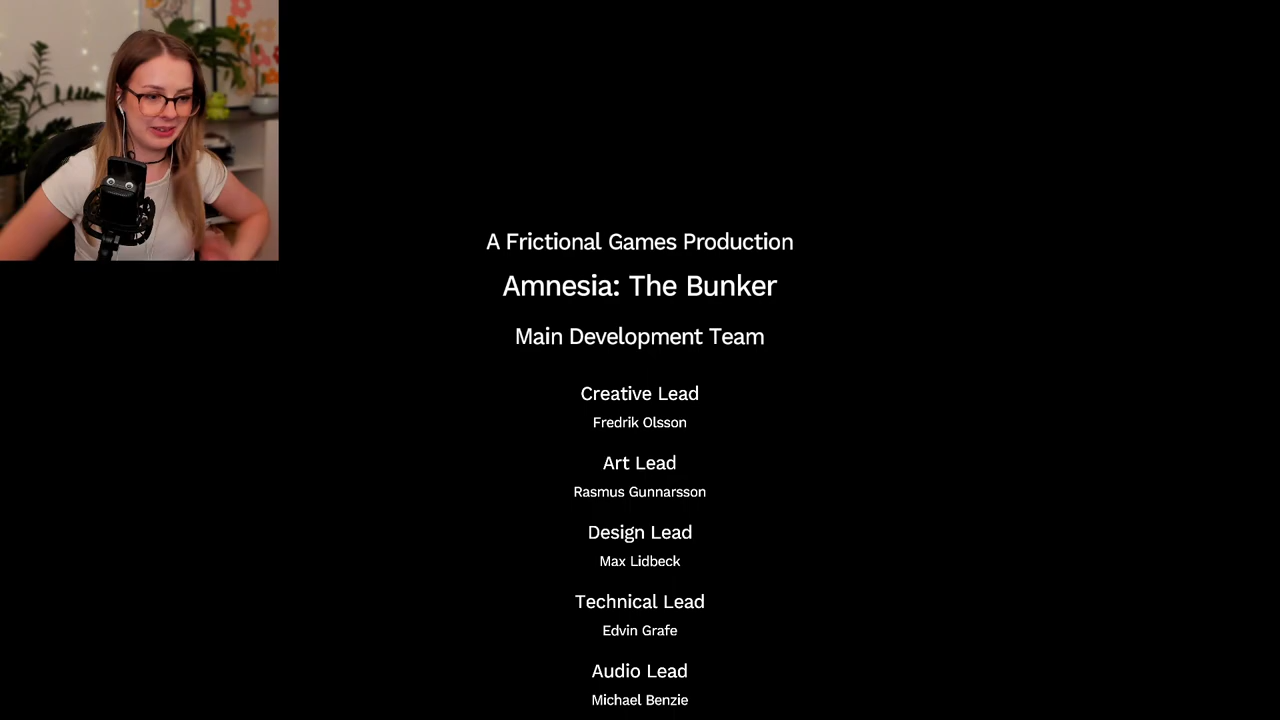 A Frictional Games Production
Amnesia: The Bunker
Main Development Team
Creative Lead
Fredrik Olsson
Art Lead
Rasmus Gunnarsson
Design Lead
Max Lidbeck
Technical Lead
Edvin Grafe
Audio Lead
Michael Benzie